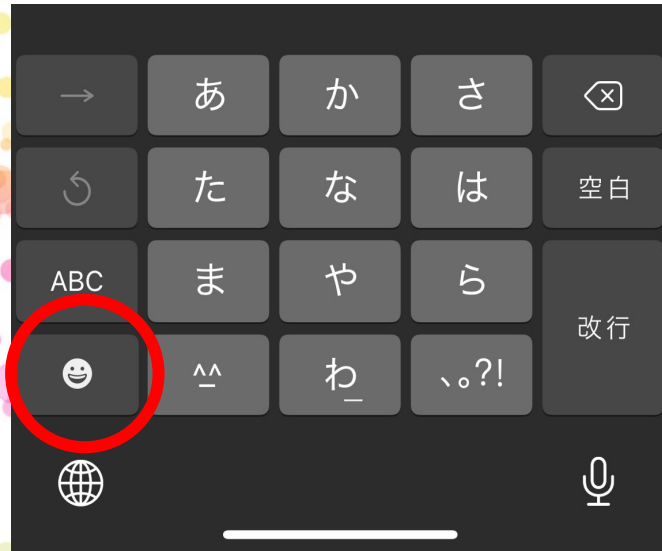 → あ か さ
た な は 空白
ABC ま や ら 改行
^_^ わ_ 、。?!